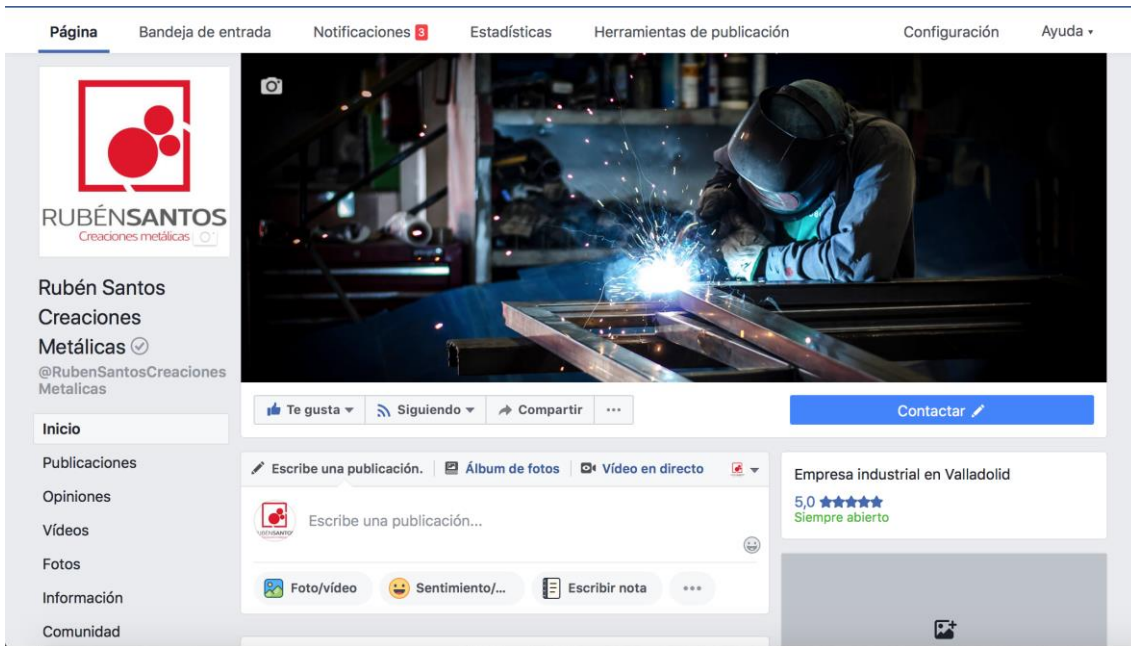 Página Bandeja de entrada Notificaciones 3 Estadísticas Herramientas de publicación Configuración Ayuda
RUBÉNSANTOS
Creaciones metálicas
Rubén Santos
Creaciones
Metálicas
@RubenSantosCreaciones
Metalicas
Inicio
Publicaciones
Opiniones
Vídeos
Fotos
Información
Comunidad
Te gusta Siguiendo Compartir ...
Contactar
Escribe una publicación. Álbum de fotos Vídeo en directo
Escribe una publicación...
Foto/vídeo Sentimiento/... Escribir nota ...
Empresa industrial en Valladolid
5,0
Siempre abierto